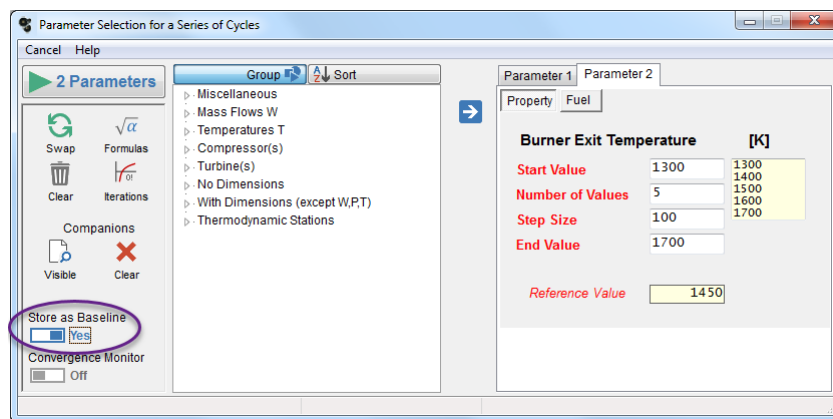 Parameter Selection for a Series of Cycles
Cancel Help
2 Parameters
Swap
√α
Formulas
Clear
0!
Iterations
Companions
Visible
Clear
Store as Baseline
Yes
Convergence Monitor
Off
Group
A Z Sort
Miscellaneous
Mass Flows W
Temperatures T
Compressor(s)
Turbine(s)
No Dimensions
With Dimensions (except W,P,T)
Thermodynamic Stations
Parameter 1 Parameter 2
Property Fuel
Burner Exit Temperature [K]
Start Value 1300
Number of Values 5
Step Size 100
End Value 1700
1300
1400
1500
1600
1700
Reference Value 1450